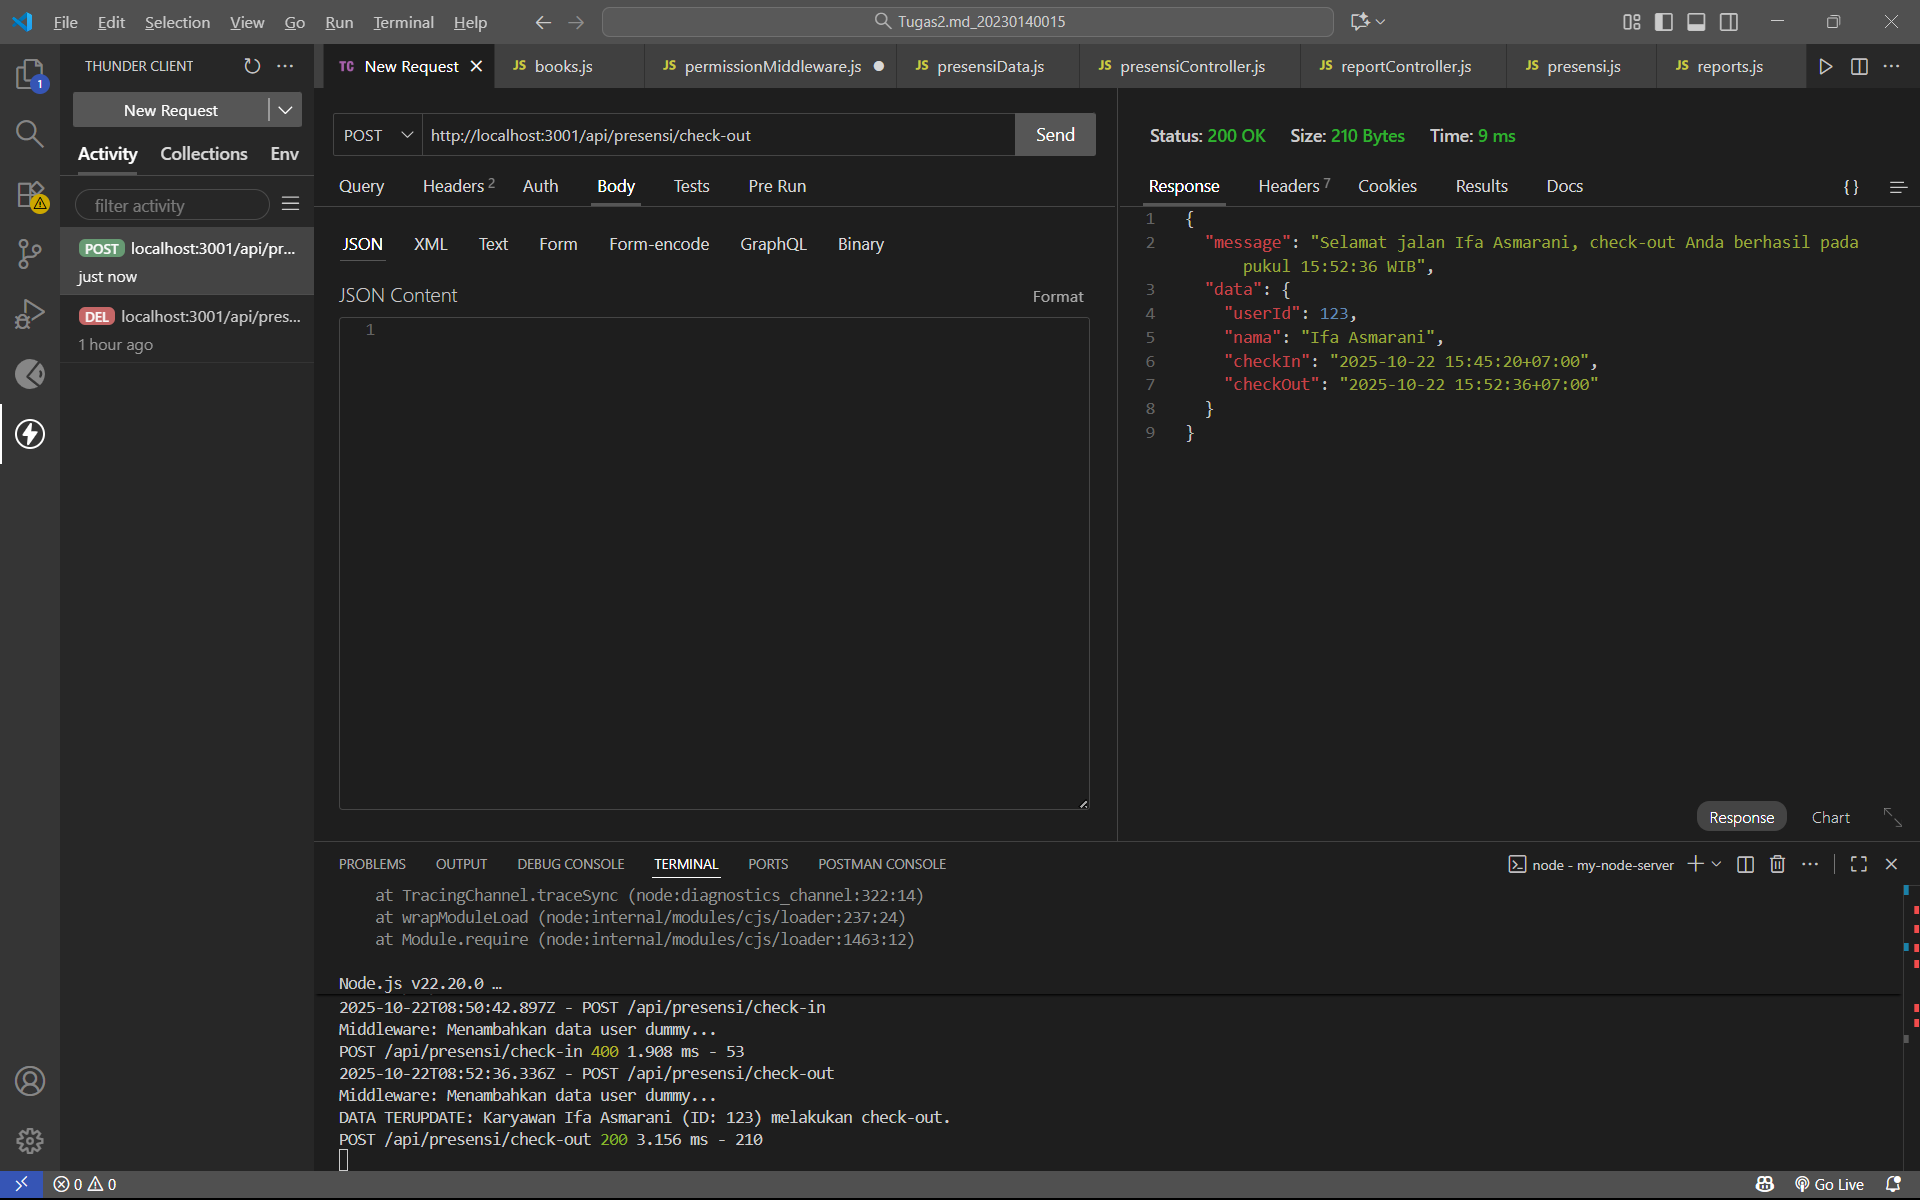 File Edit Selection View Go Run Terminal Help
Tugas2.md_20230140015
THUNDER CLIENT
New Request
Activity Collections Env
filter activity
POST localhost:3001/api/pr...
just now
DEL localhost:3001/api/pres...
1 hour ago
1
TC New Request
JS books.js
JS permissionMiddleware.js
JS presensiData.js
JS presensiController.js
JS reportController.js
JS presensi.js
JS reports.js
POST http://localhost:3001/api/presensi/check-out Send
Query Headers 2 Auth Body Tests Pre Run
JSON XML Text Form Form-encode GraphQL Binary
JSON Content Format
1
Status: 200 OK Size: 210 Bytes Time: 9 ms
Response Headers 7 Cookies Results Docs {}
1 {
2 "message": "Selamat jalan Ifa Asmarani, check-out Anda berhasil pada
pukul 15:52:36 WIB",
3 "data": {
4 "userId": 123,
5 "nama": "Ifa Asmarani",
6 "checkIn": "2025-10-22 15:45:20+07:00",
7 "checkOut": "2025-10-22 15:52:36+07:00"
8 }
9 }
Response Chart
PROBLEMS OUTPUT DEBUG CONSOLE TERMINAL PORTS POSTMAN CONSOLE
node - my-node-server
at TracingChannel.traceSync (node:diagnostics_channel:322:14)
at wrapModuleLoad (node:internal/modules/cjs/loader:237:24)
at Module.require (node:internal/modules/cjs/loader:1463:12)
Node.js v22.20.0 …
2025-10-22T08:50:42.897Z - POST /api/presensi/check-in
Middleware: Menambahkan data user dummy...
POST /api/presensi/check-in 400 1.908 ms - 53
2025-10-22T08:52:36.336Z - POST /api/presensi/check-out
Middleware: Menambahkan data user dummy...
DATA TERUPDATE: Karyawan Ifa Asmarani (ID: 123) melakukan check-out.
POST /api/presensi/check-out 200 3.156 ms - 210
0 0
Go Live